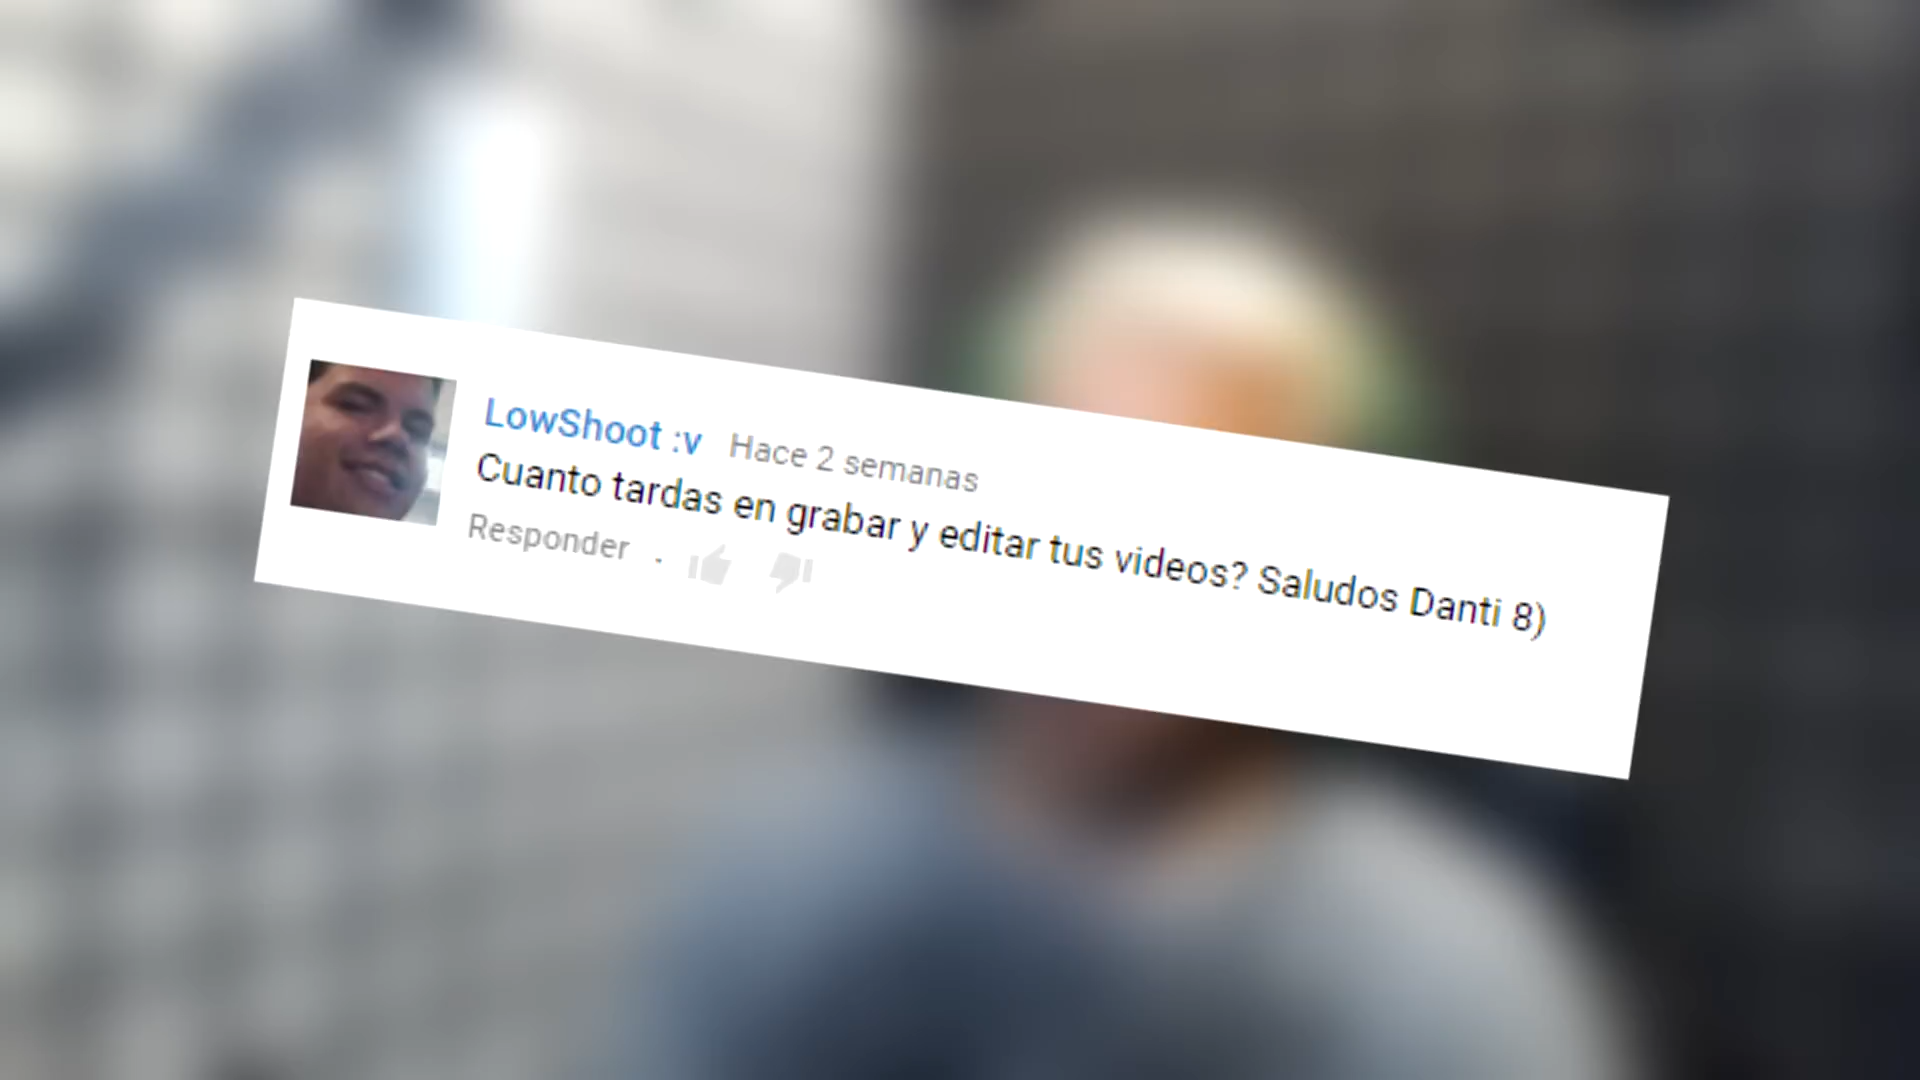 LowShoot :v Hace 2 semanas
Cuanto tardas en grabar y editar tus videos? Saludos Danti 8)
Responder .